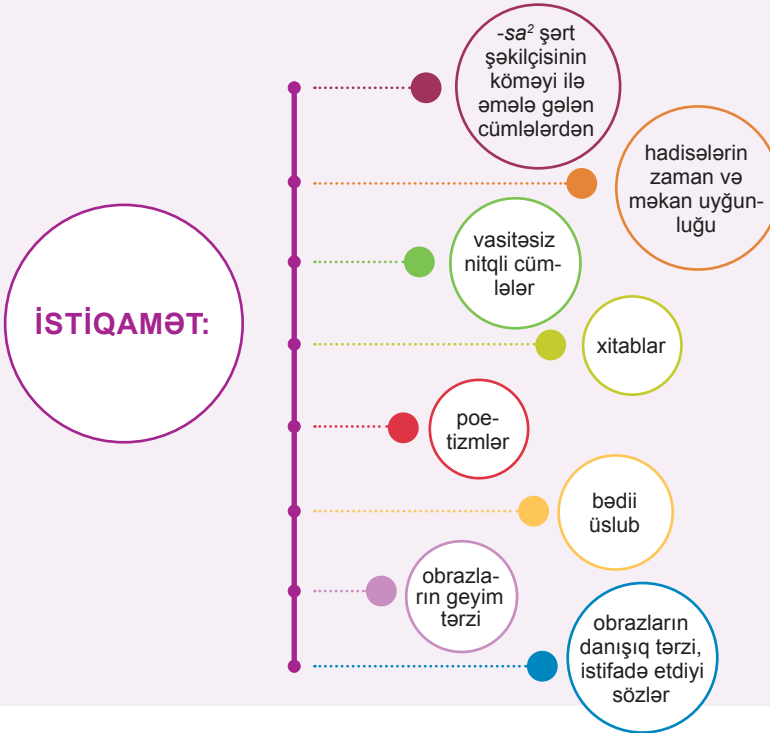 İSTİQAMƏT:
-sa² şərt
şəkilçisinin
köməyi ilə
əmələ gələn
cümlələrdən
hadisələrin
zaman və
məkan uyğun-
luğu
vasitəsiz
nitqli cüm-
lələr
xitablar
poe-
tizmlər
bədii
üslub
obrazla-
rın geyim
tərzi
obrazların
danışıq tərzi,
istifadə etdiyi
sözlər